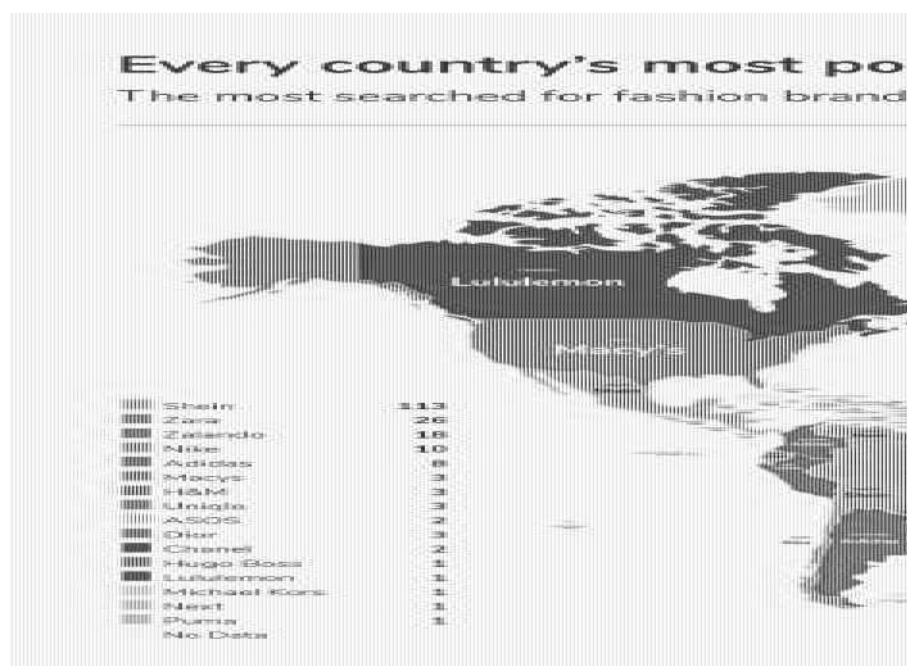 Every country's most po
The most searched for fashion brand
Lululemon
Macy's
Shein 113
Zara 26
Zalando 18
Nike 10
Adidas 8
Macys 3
H&M 3
Uniqlo 3
ASOS 2
Dior 3
Chanel 2
Hugo Boss 1
Lululemon 1
Michael Kors 1
Next 1
Puma 1
No Data